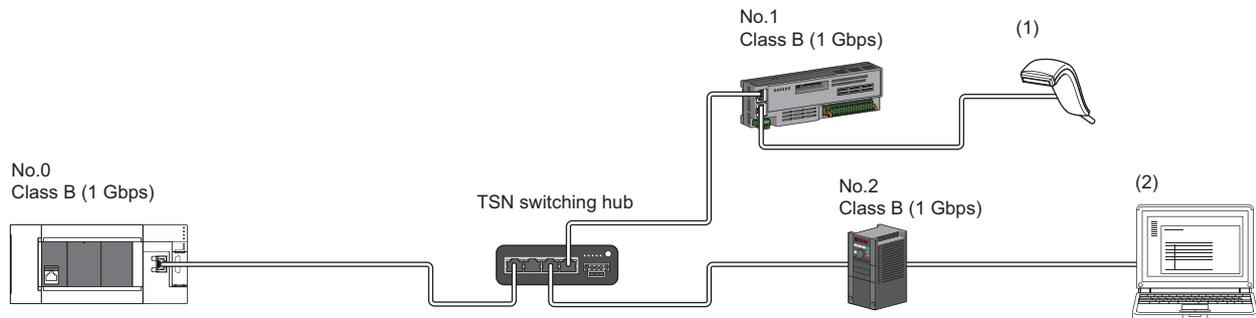 No.1
Class B (1 Gbps)
(1)
No.0
Class B (1 Gbps)
TSN switching hub
No.2
Class B (1 Gbps)
(2)